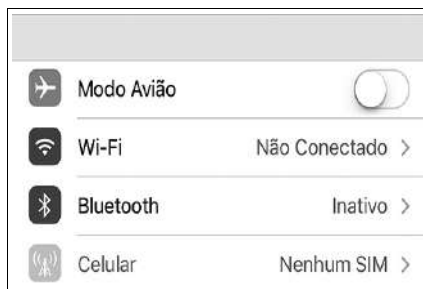 Modo Avião
Wi-Fi Não Conectado >
Bluetooth Inativo >
Celular Nenhum SIM >